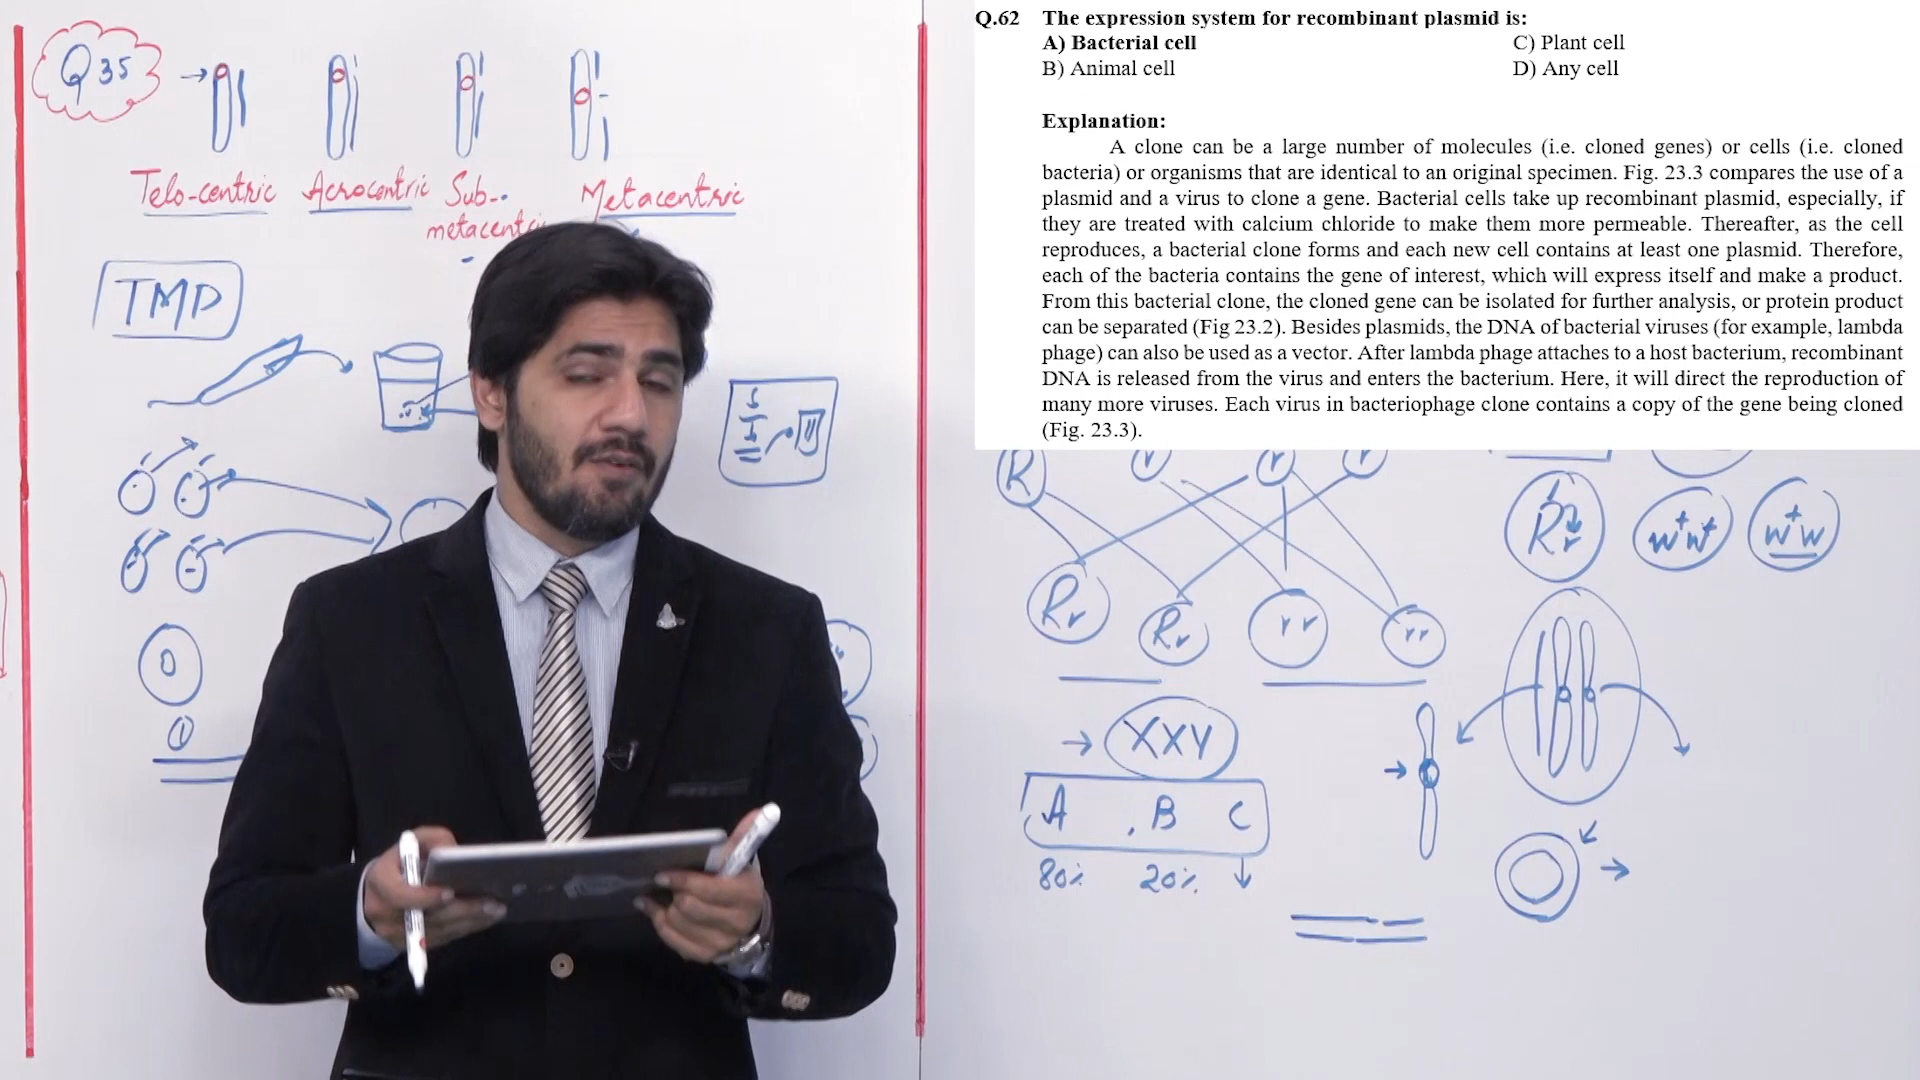 Q.62 The expression system for recombinant plasmid is:
A) Bacterial cell C) Plant cell
B) Animal cell D) Any cell
Explanation:
A clone can be a large number of molecules (i.e. cloned genes) or cells (i.e. cloned
bacteria) or organisms that are identical to an original specimen. Fig. 23.3 compares the use of a
plasmid and a virus to clone a gene. Bacterial cells take up recombinant plasmid, especially, if
they are treated with calcium chloride to make them more permeable. Thereafter, as the cell
reproduces, a bacterial clone forms and each new cell contains at least one plasmid. Therefore,
each of the bacteria contains the gene of interest, which will express itself and make a product.
From this bacterial clone, the cloned gene can be isolated for further analysis, or protein product
can be separated (Fig 23.2). Besides plasmids, the DNA of bacterial viruses (for example, lambda
phage) can also be used as a vector. After lambda phage attaches to a host bacterium, recombinant
DNA is released from the virus and enters the bacterium. Here, it will direct the reproduction of
many more viruses. Each virus in bacteriophage clone contains a copy of the gene being cloned
(Fig. 23.3).
Q 35
Telo-centric Acrocentric Sub-
metacentric
Metacentric
TMD
R r r r
Rr Rr rr rr
XXY
A , B C
80% 20%
Rr w+w+ w+w